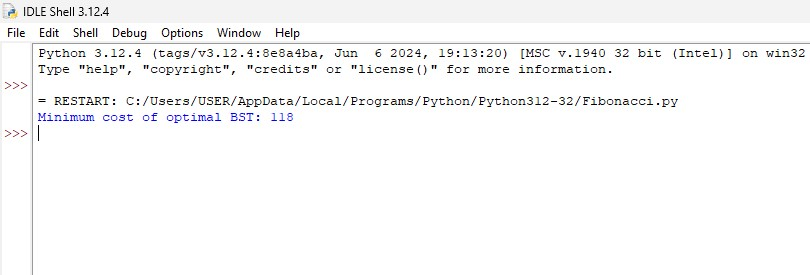 IDLE Shell 3.12.4
File Edit Shell Debug Options Window Help
Python 3.12.4 (tags/v3.12.4:8e8a4ba, Jun  6 2024, 19:13:20) [MSC v.1940 32 bit (Intel)] on win32
Type "help", "copyright", "credits" or "license()" for more information.
>>>
= RESTART: C:/Users/USER/AppData/Local/Programs/Python/Python312-32/Fibonacci.py
Minimum cost of optimal BST: 118
>>>